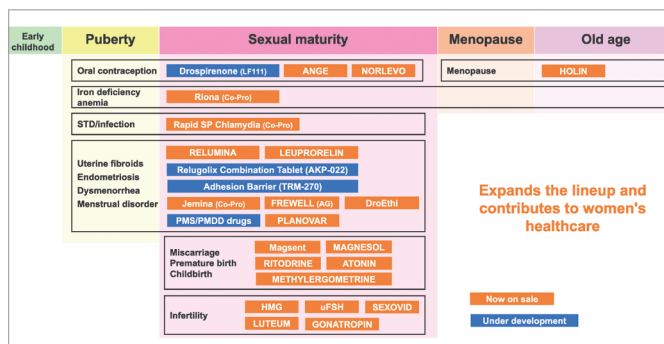 Early childhood
Puberty
Sexual maturity
Menopause
Old age
Oral contraception
Drospirenone (LF111)
ANGE
NORLEVO
Menopause
HOLIN
Iron deficiency
anemia
Riona (Co-Pro)
STD/infection
Rapid SP Chlamydia (Co-Pro)
Uterine fibroids
Endometriosis
Dysmenorrhea
Menstrual disorder
RELUMINA
LEUPRORELIN
Relugolix Combination Tablet (AKP-022)
Adhesion Barrier (TRM-270)
Jemina (Co-Pro)
FREWELL (AG)
DroEthi
PMS/PMDD drugs
PLANOVAR
Expands the lineup and
contributes to women's
healthcare
Miscarriage
Premature birth
Childbirth
Magsent
MAGNESOL
RITODRINE
ATONIN
METHYLERGOMETRINE
Infertility
HMG
uFSH
SEXOVID
LUTEUM
GONATROPIN
Now on sale
Under development